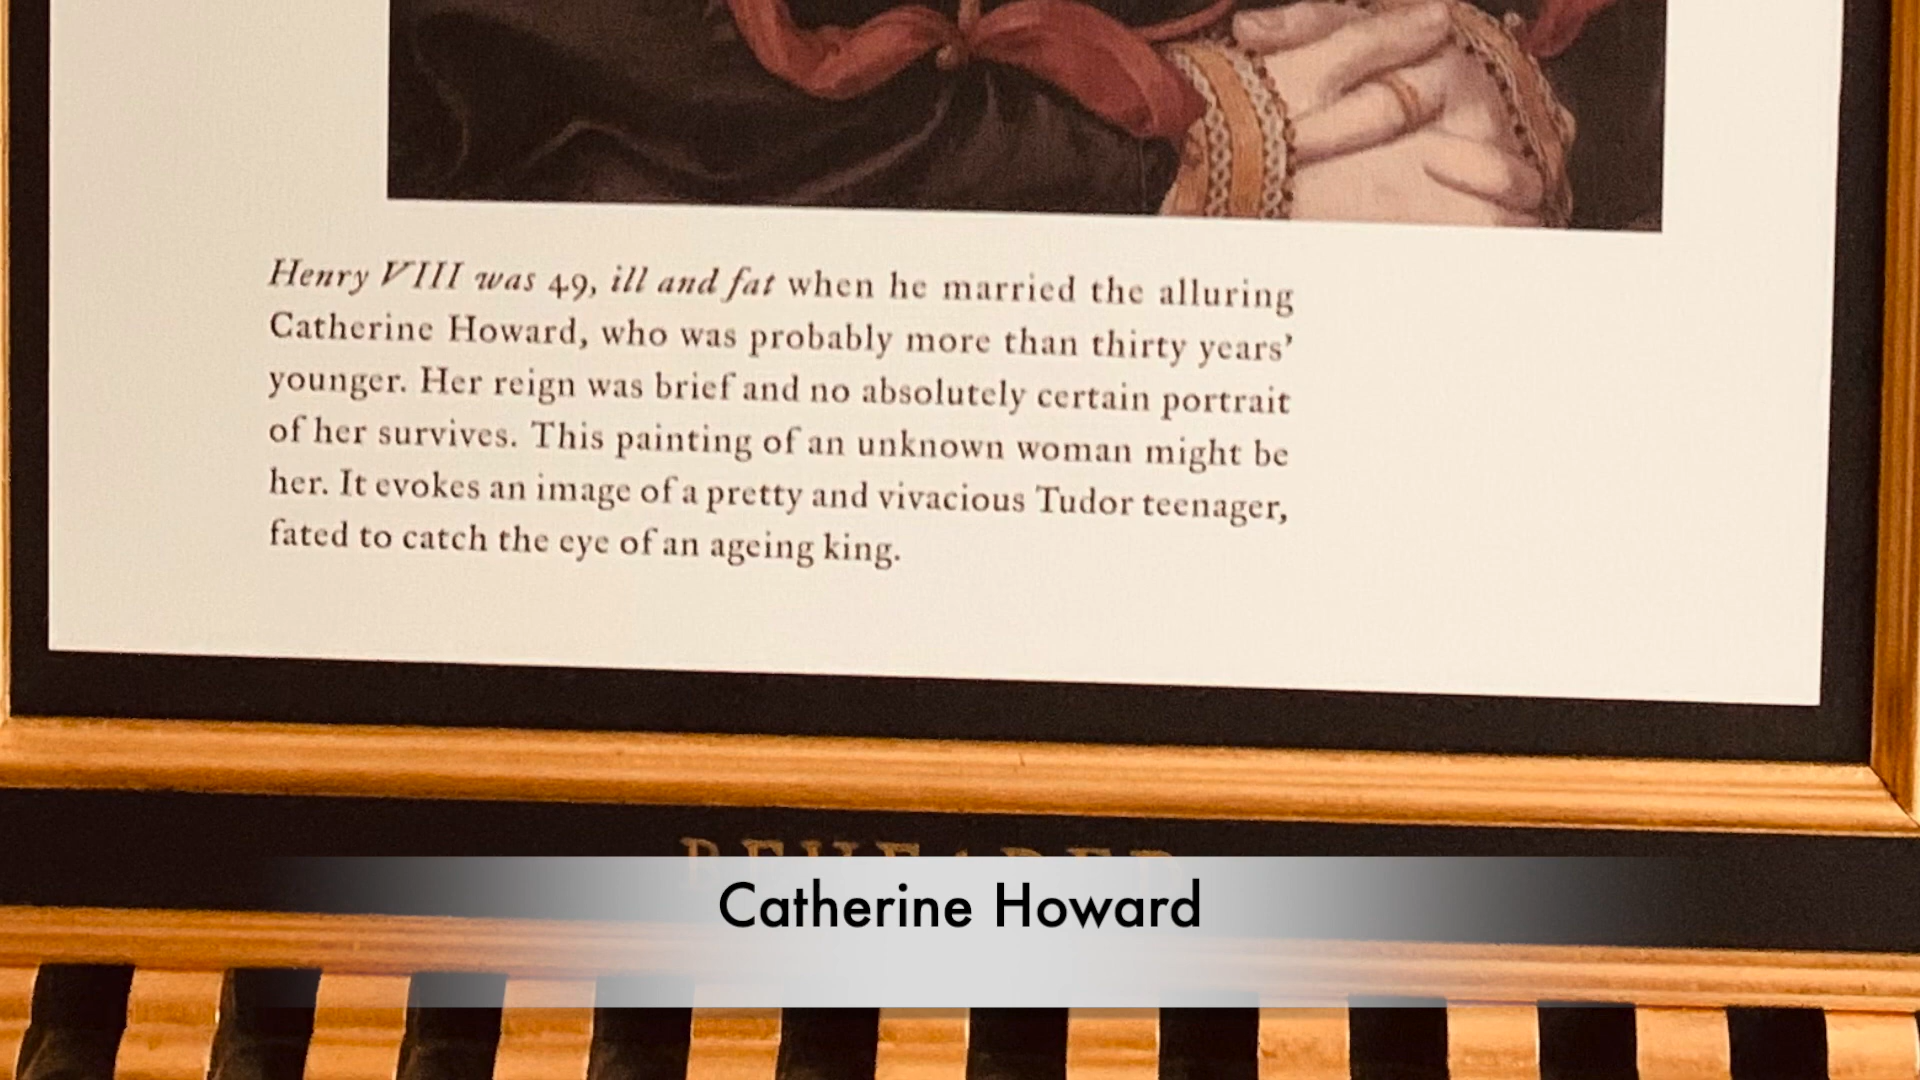 Henry VIII was 49, ill and fat when he married the alluring
Catherine Howard, who was probably more than thirty years’
younger. Her reign was brief and no absolutely certain portrait
of her survives. This painting of an unknown woman might be
her. It evokes an image of a pretty and vivacious Tudor teenager,
fated to catch the eye of an ageing king.
BEHEADED
Catherine Howard